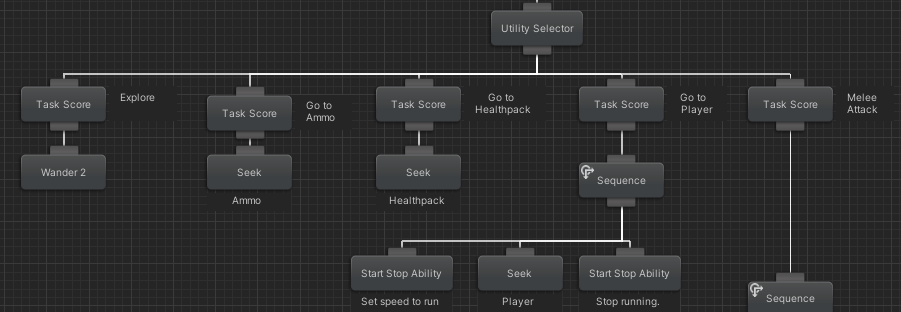 Utility Selector
Task Score
Explore
Task Score
Go to
Ammo
Task Score
Go to
Healthpack
Task Score
Go to
Player
Task Score
Melee
Attack
Wander 2
Seek
Ammo
Seek
Healthpack
Sequence
Start Stop Ability
Set speed to run
Seek
Player
Start Stop Ability
Stop running.
Sequence